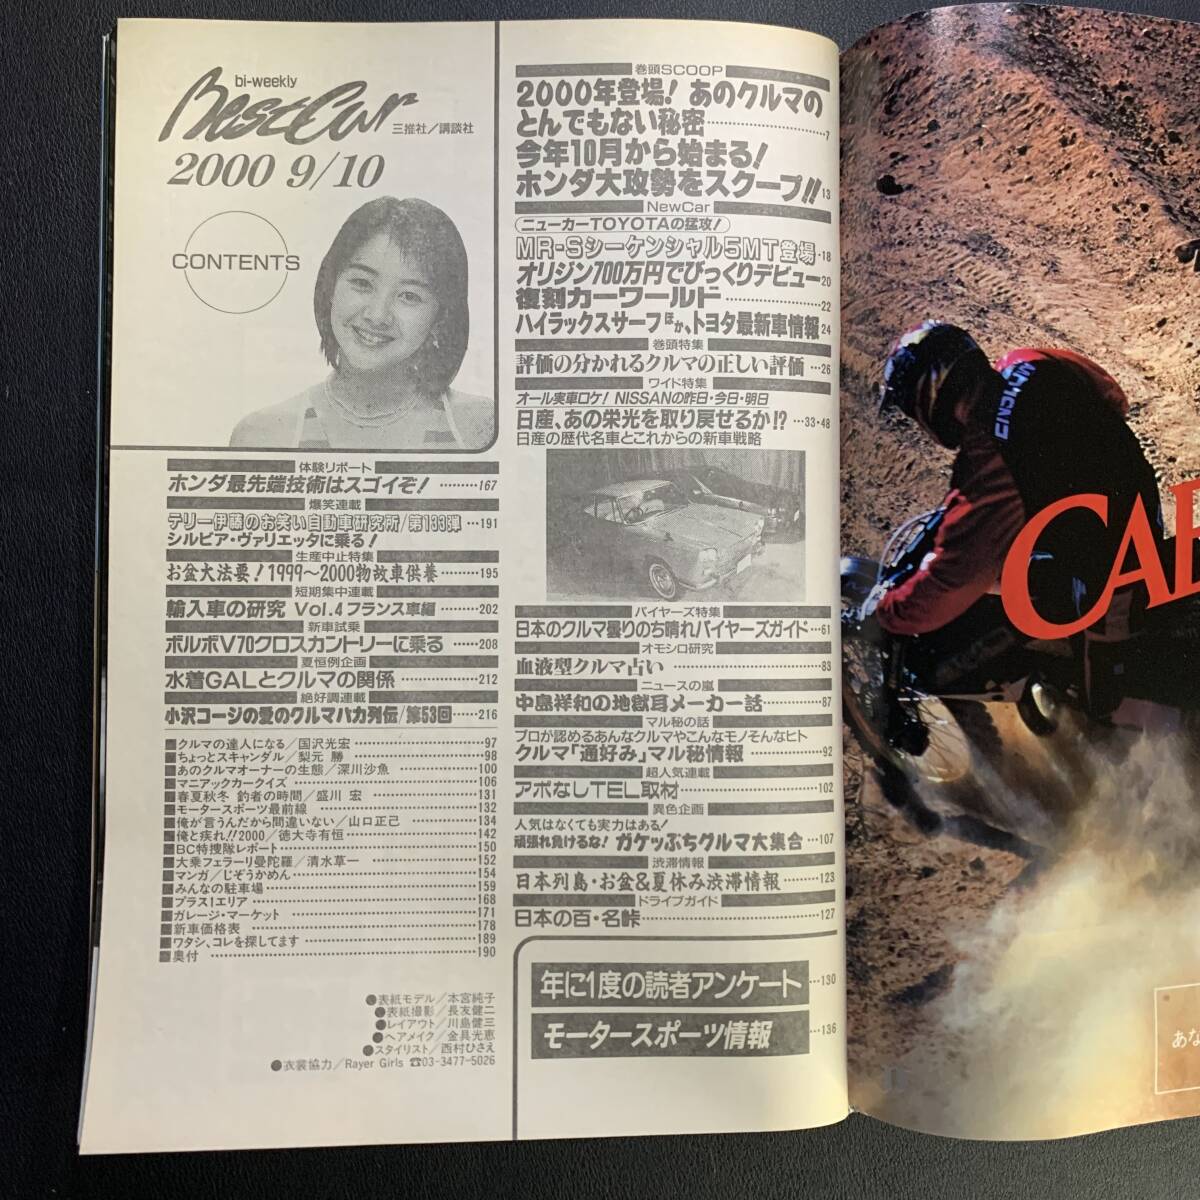 bi-weekly
Best Car
三推社／講談社
2000 9/10
CONTENTS
体験リポート
ホンダ最先端技術はスゴイぞ！ 167
爆笑連載
テリー伊藤のお笑い自動車研究所/第133弾 191
シルビア・ヴァリエッタに乗る！
生産中止特集
お盆大法要！1999〜2000物故車供養 195
短期集中連載
輸入車の研究 Vol.4フランス車編 202
新車試乗
ボルボV70クロスカントリーに乗る 208
夏恒例企画
水着GALとクルマの関係 212
絶好調連載
小沢コージの愛のクルマバカ列伝/第53回 216
■クルマの達人になる／国沢光宏 97
■ちょっとスキャンダル／梨元 勝 98
■あのクルマオーナーの生態／深川沙魚 100
■マニアックカークイズ 106
■春夏秋冬 釣者の時間／盛川 宏 131
■モータースポーツ最前線 132
■俺が言うんだから間違いない／山口正己 134
■俺と疾れ!!2000／徳大寺有恒 142
■BC特捜隊レポート 150
■大乗フェラーリ曼陀羅／清水草一 152
■マンガ／じぞうかめん 154
■みんなの駐車場 159
■プラス1エリア 168
■ガレージ・マーケット 171
■新車価格表 178
■ワタシ、コレを探してます 189
■奥付 190
●表紙モデル／本宮純子
●表紙撮影／長友健二
●レイアウト／川島健三
●ヘアメイク／金具光恵
●スタイリスト／西村ひさえ
●衣装協力／Rayer Girls ☎03-3477-5026
巻頭SCOOP
2000年登場！あのクルマの
とんでもない秘密 7
今年10月から始まる！
ホンダ大攻勢をスクープ!! 13
NewCar
ニューカーTOYOTAの猛攻！
MR-Sシーケンシャル5MT登場 18
オリジン700万円でびっくりデビュー 20
復刻カーワールド 22
ハイラックスサーフほか、トヨタ最新車情報 24
巻頭特集
評価の分かれるクルマの正しい評価 26
ワイド特集
オール実車ロケ！NISSANの昨日・今日・明日
日産、あの栄光を取り戻せるか!? 33・48
日産の歴代名車とこれからの新車戦略
バイヤーズ特集
日本のクルマ曇りのち晴れバイヤーズガイド 61
オモシロ研究
血液型クルマ占い 83
ニュースの嵐
中島祥和の地獄耳メーカー話 87
マル秘の話
プロが認めるあんなクルマやこんなモノそんなヒト
クルマ「通好み」マル秘情報 92
超人気連載
アポなしTEL取材 102
異色企画
人気はなくても実力はある！
頑張れ負けるな！ガケップちクルマ大集合 107
渋滞情報
日本列島・お盆&夏休み渋滞情報 123
ドライブガイド
日本の百・名峠 127
年に1度の読者アンケート 130
モータースポーツ情報 136
CAB
あな